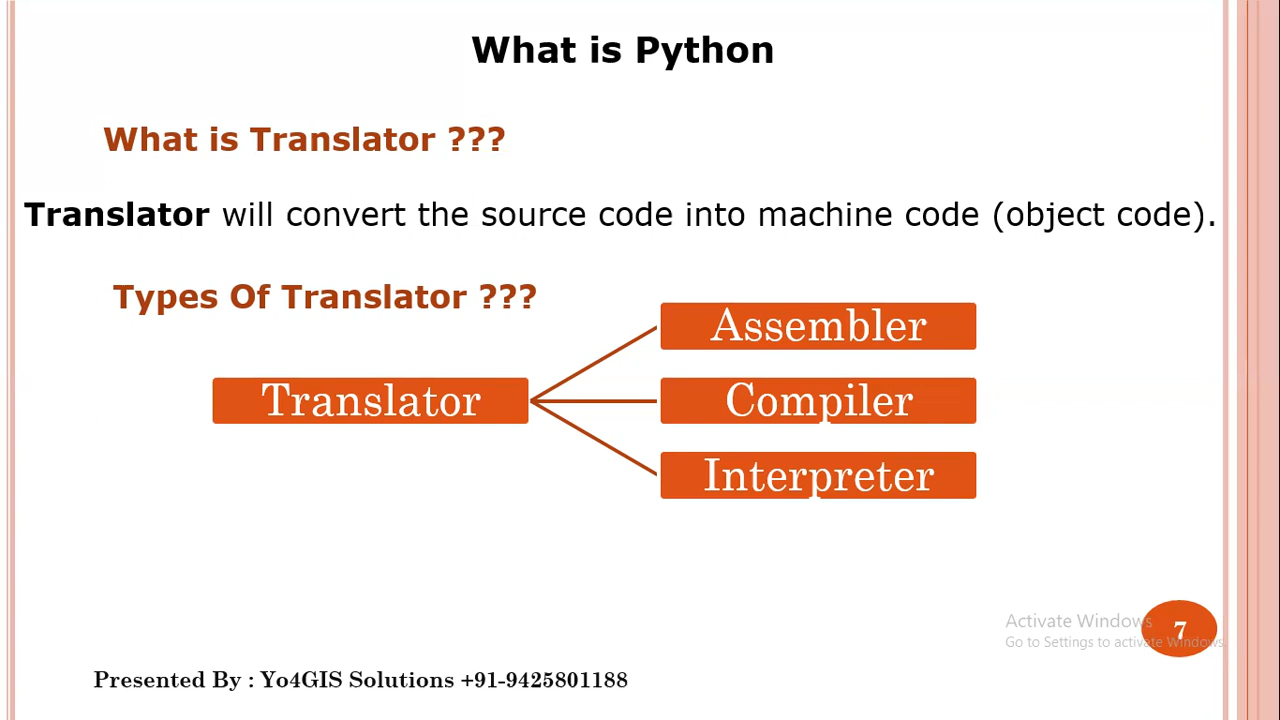 What is Python
What is Translator ???
Translator will convert the source code into machine code (object code).
Types Of Translator ???
Assembler
Translator
Compiler
Interpreter
Activate Windows
7
Go to Settings to activate Windows.
Presented By : Yo4GIS Solutions +91-9425801188